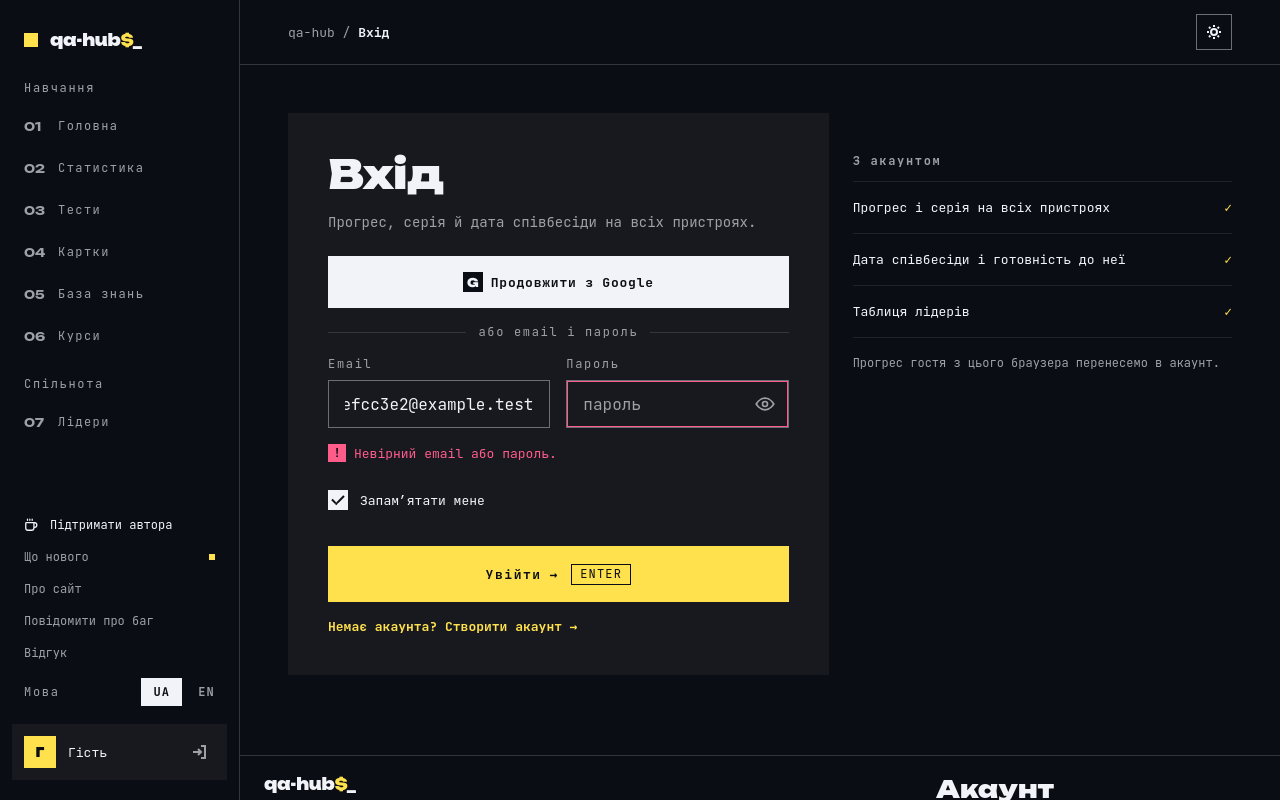 qa-hub$_
Навчання
01 Головна
02 Статистика
03 Тести
04 Картки
05 База знань
06 Курси
Спільнота
07 Лідери
Підтримати автора
Що нового
Про сайт
Повідомити про баг
Відгук
Мова UA EN
Г Гість
qa-hub / Вхід
Вхід
Прогрес, серія й дата співбесіди на всіх пристроях.
G Продовжити з Google
або email і пароль
Email Пароль
efcc3e2@example.test пароль
! Невірний email або пароль.
Запам’ятати мене
Увійти → ENTER
Немає акаунта? Створити акаунт →
З акаунтом
Прогрес і серія на всіх пристроях ✓
Дата співбесіди і готовність до неї ✓
Таблиця лідерів ✓
Прогрес гостя з цього браузера перенесемо в акаунт.
qa-hub$_
Акаунт